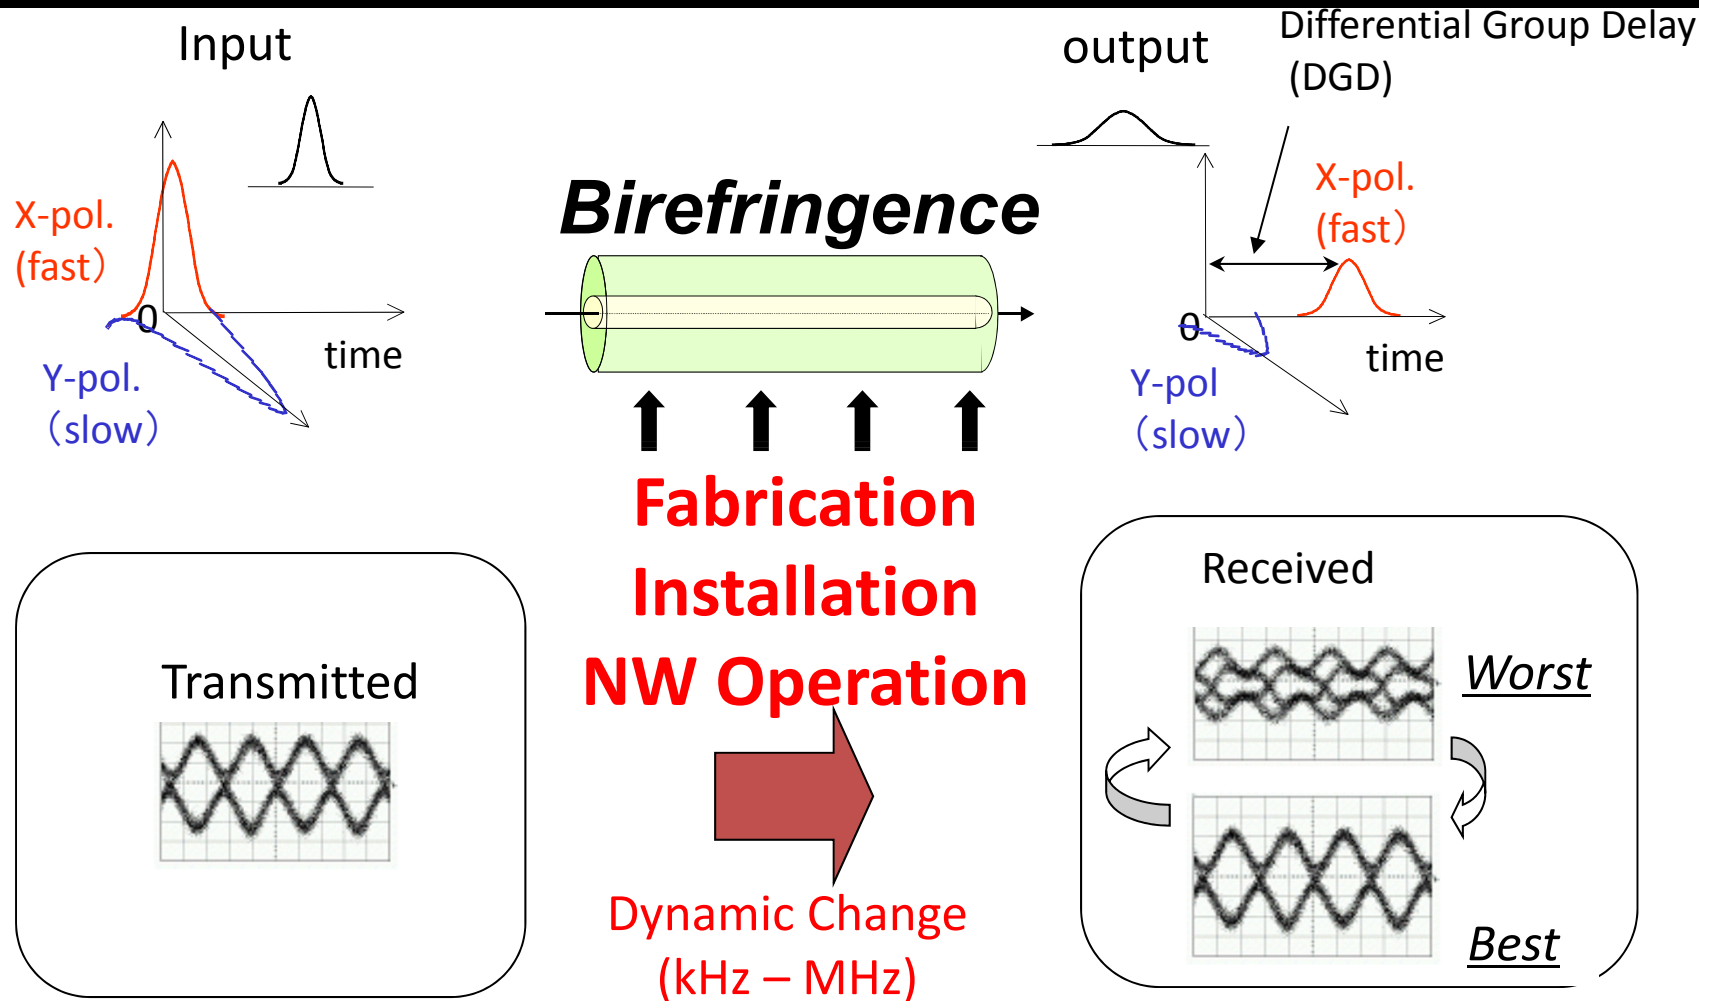 Input
output
Differential Group Delay
(DGD)
X-pol.
(fast）
0
time
Y-pol.
（slow）
Birefringence
X-pol.
(fast）
0
time
Y-pol
（slow）
Fabrication
Installation
NW Operation
Transmitted
Dynamic Change
(kHz – MHz)
Received
Worst
Best